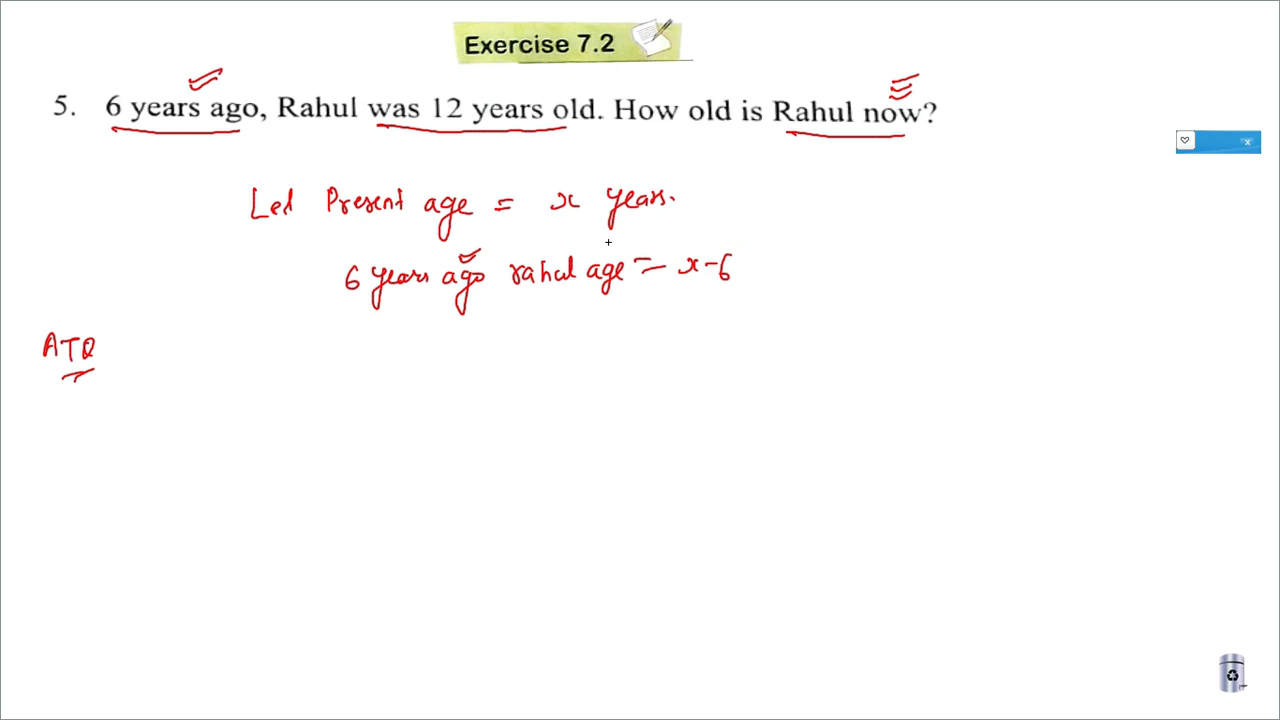 Exercise 7.2
5. 6 years ago, Rahul was 12 years old. How old is Rahul now?
Let Present age = x years.
6 years ago rahul age = x-6
ATQ